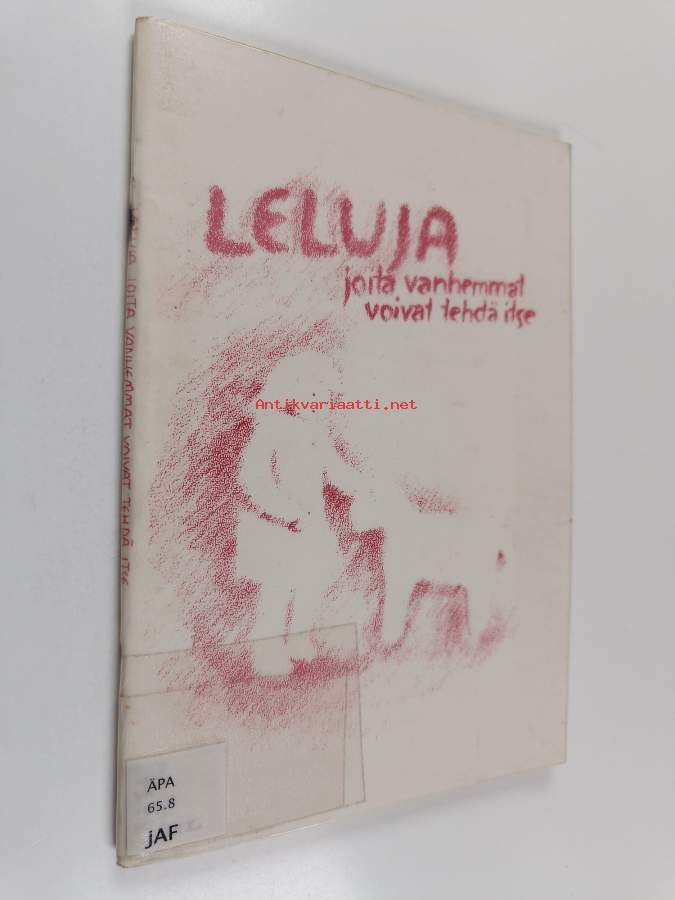 LELUJA
joita vanhemmat
voivat tehdä itse
Antikvariaatti.net
LELUJA JOITA VANHEMMAT VOIVAT TEHDÄ ITSE
ÄPA
65.8
jAF